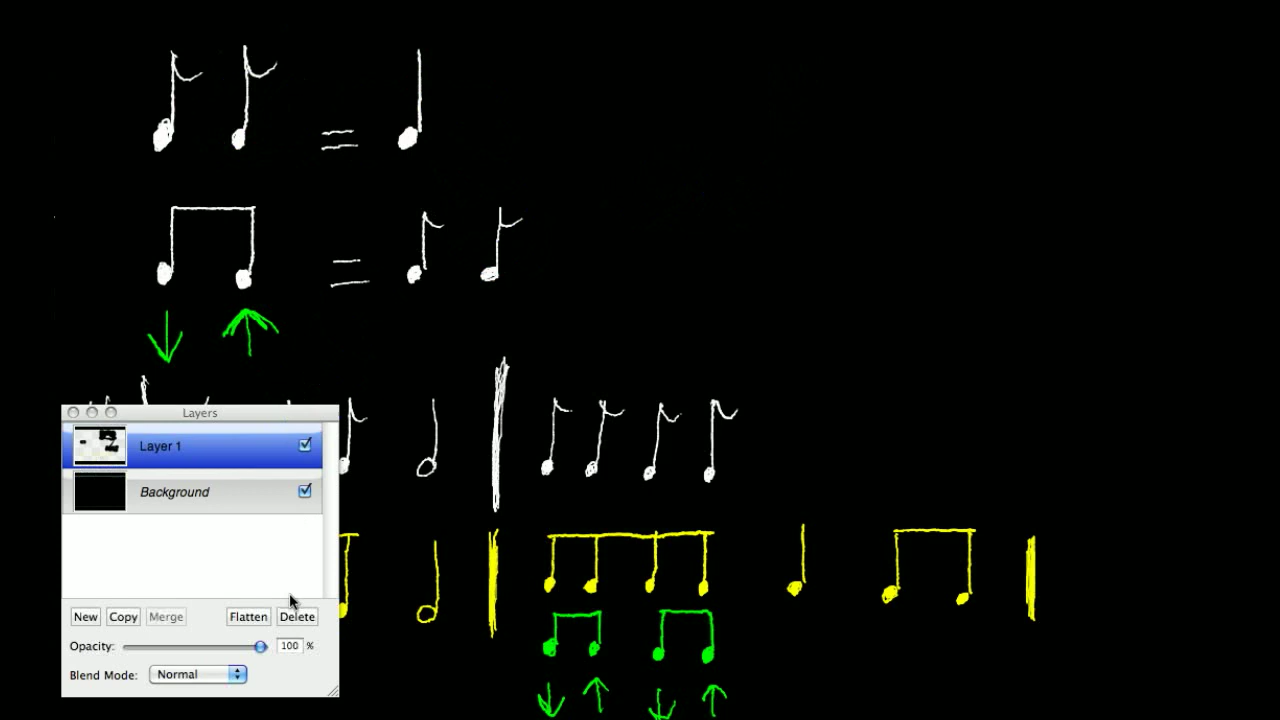 Layers
Layer 1
Background
New Copy Merge Flatten Delete
Opacity: 100 %
Blend Mode: Normal